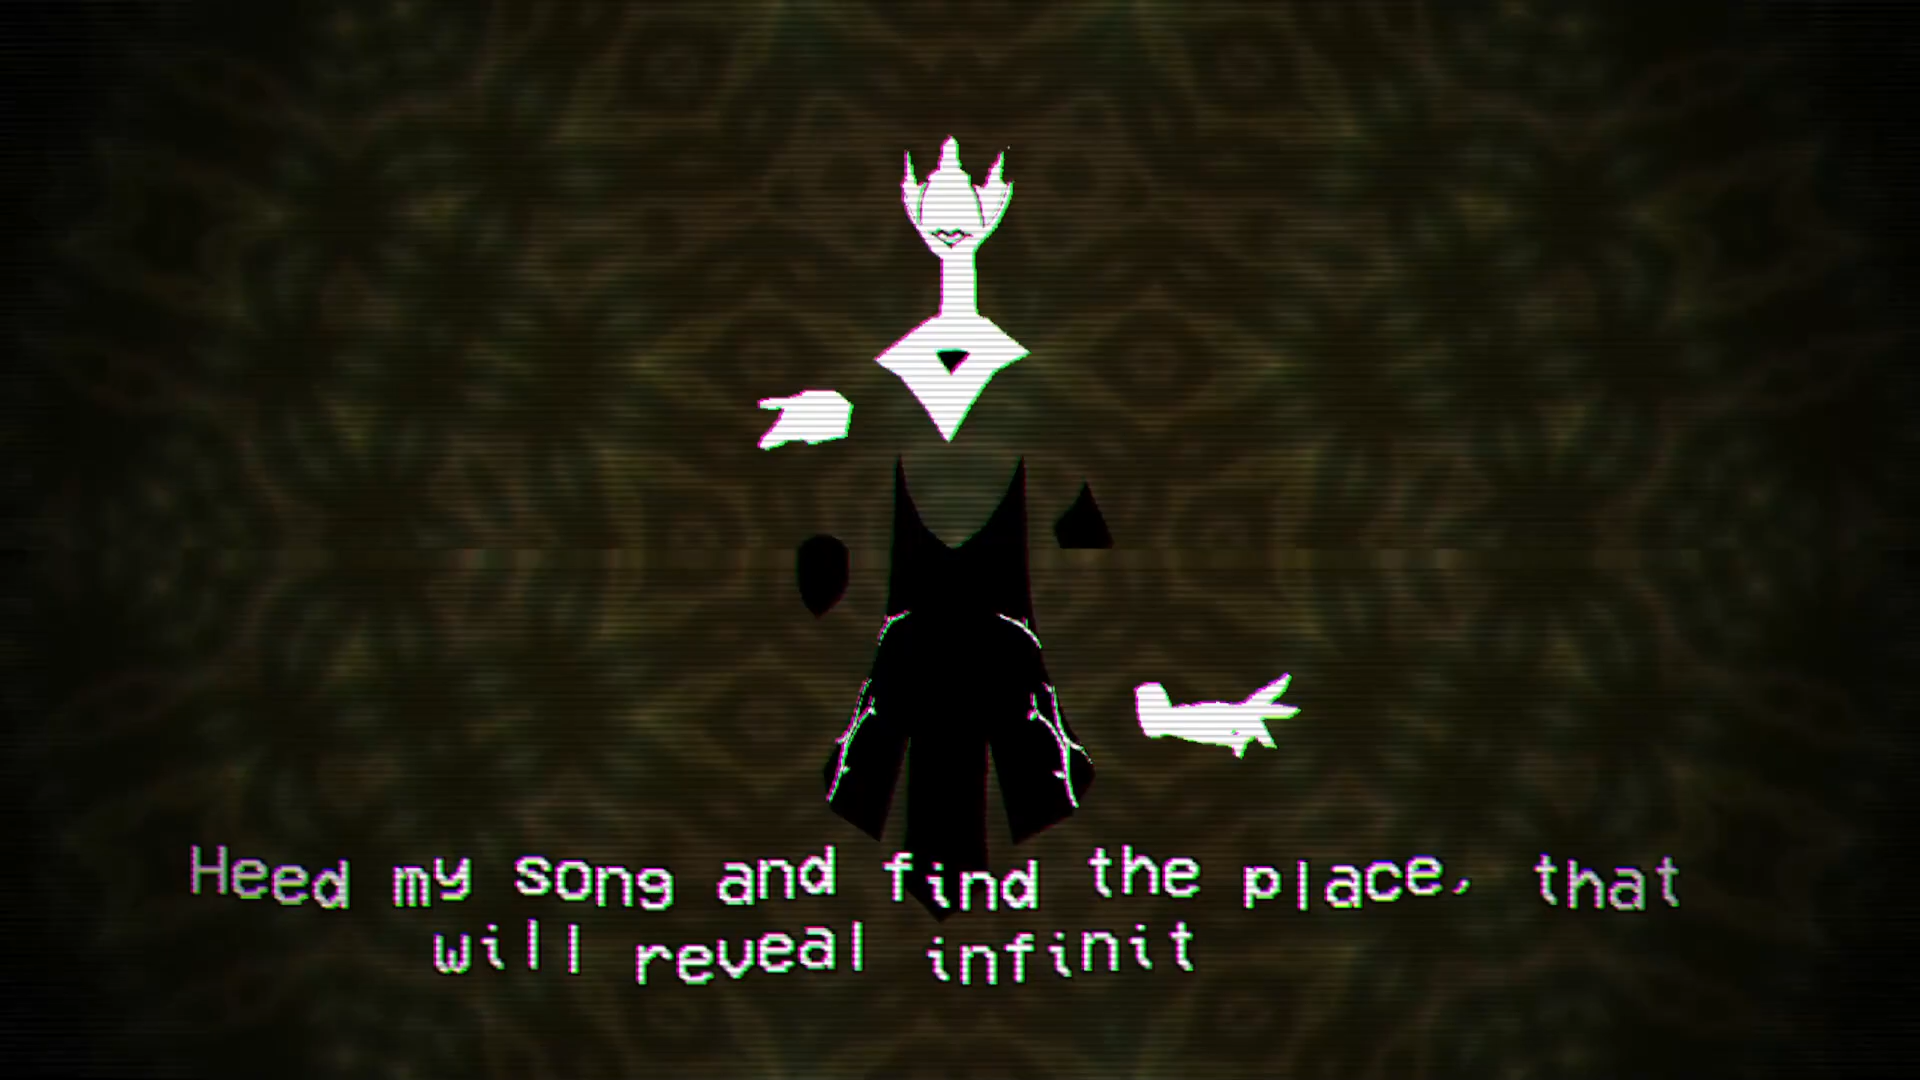 Heed my song and find the place, that
will reveal infinit